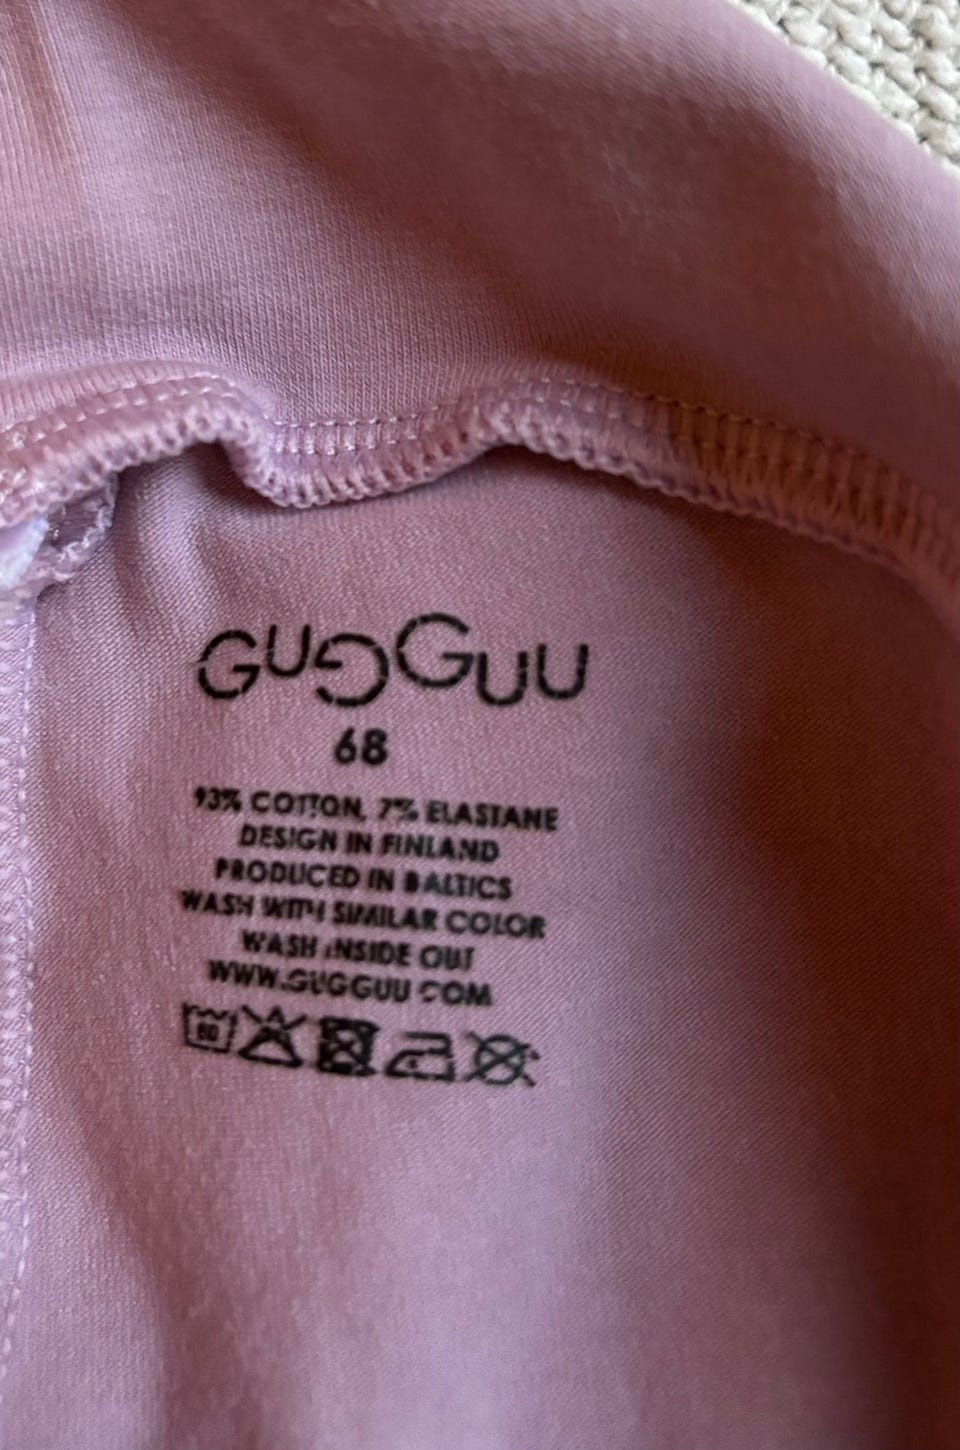 GUGGUU
68
93% COTTON, 7% ELASTANE
DESIGN IN FINLAND
PRODUCED IN BALTICS
WASH WITH SIMILAR COLOR
WASH INSIDE OUT
WWW.GUGGUU.COM